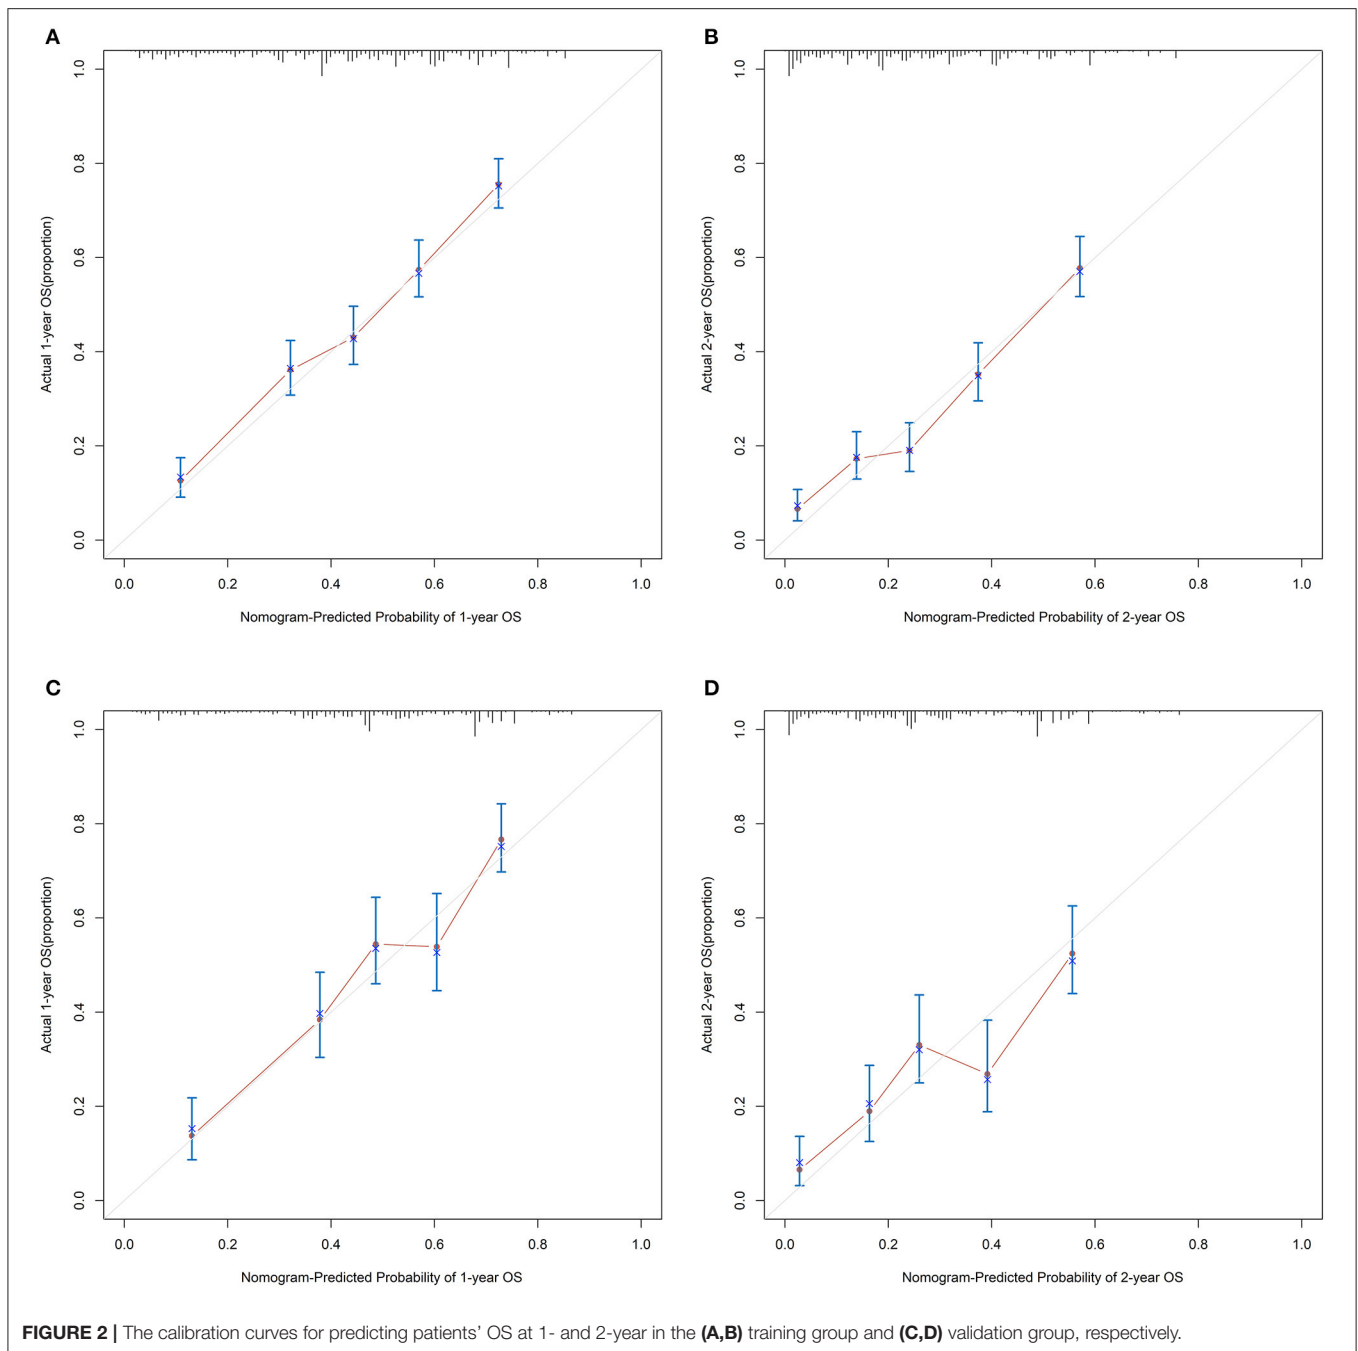 A
1.0
0.8
0.6
0.4
0.2
0.0
Actual 1-year OS(proportion)
0.0 0.2 0.4 0.6 0.8 1.0
Nomogram-Predicted Probability of 1-year OS
B
1.0
0.8
0.6
0.4
0.2
0.0
Actual 2-year OS(proportion)
0.0 0.2 0.4 0.6 0.8 1.0
Nomogram-Predicted Probability of 2-year OS
C
1.0
0.8
0.6
0.4
0.2
0.0
Actual 1-year OS(proportion)
0.0 0.2 0.4 0.6 0.8 1.0
Nomogram-Predicted Probability of 1-year OS
D
1.0
0.8
0.6
0.4
0.2
0.0
Actual 2-year OS(proportion)
0.0 0.2 0.4 0.6 0.8 1.0
Nomogram-Predicted Probability of 2-year OS
FIGURE 2 | The calibration curves for predicting patients' OS at 1- and 2-year in the (A,B) training group and (C,D) validation group, respectively.